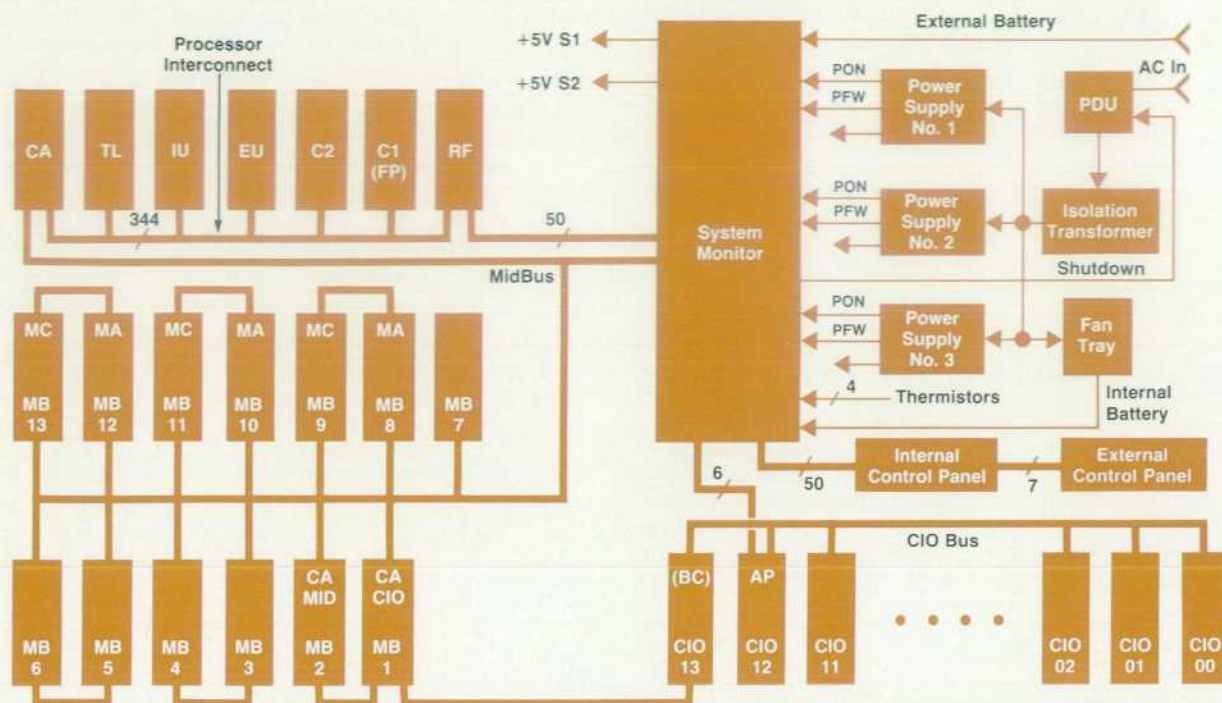 External Battery
+5V S1
Processor
Interconnect
PON
AC In
+5V S2
PFW
Power
Supply
No. 1
PDU
CA
TL
IU
EU
C2
C1
(FP)
RF
PON
PFW
Power
Supply
No. 2
Isolation
Transformer
344
50
System
Monitor
MidBus
Shutdown
PON
PFW
Power
Supply
No. 3
Fan
Tray
MC
MB
13
MA
MB
12
MC
MB
11
MA
MB
10
MC
MB
9
MA
MB
8
MB
7
4
Thermistors
Internal
Battery
6
50
Internal
Control Panel
7
External
Control Panel
CIO Bus
MB
6
MB
5
MB
4
MB
3
CA
MID
MB
2
CA
CIO
MB
1
(BC)
CIO
13
AP
CIO
12
CIO
11
CIO
02
CIO
01
CIO
00